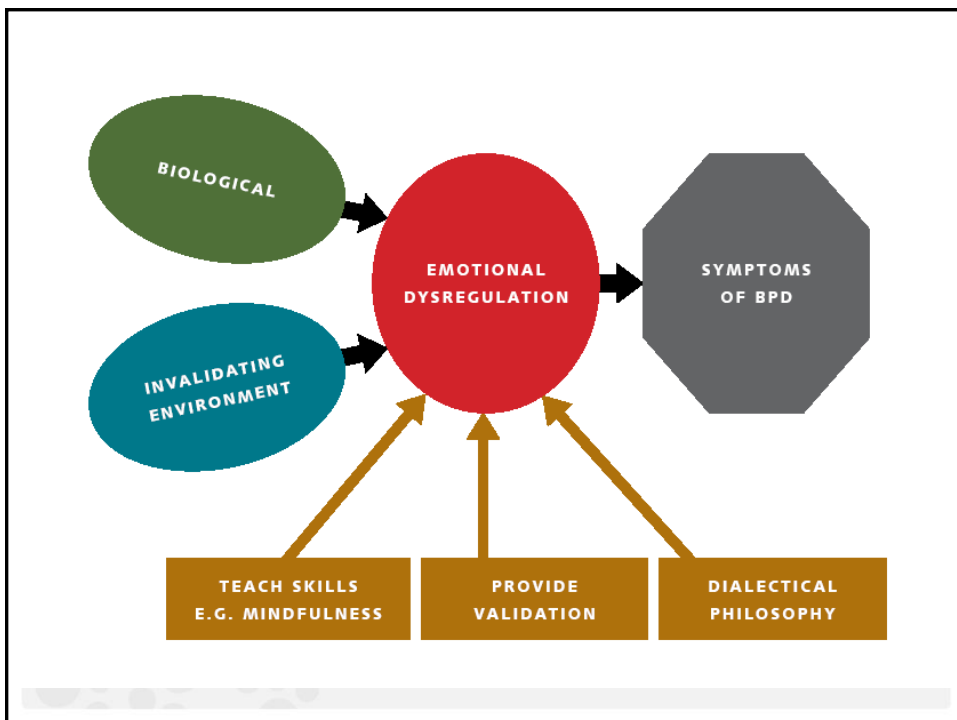 BIOLOGICAL
INVALIDATING
ENVIRONMENT
EMOTIONAL
DYSREGULATION
SYMPTOMS
OF BPD
TEACH SKILLS
E.G. MINDFULNESS
PROVIDE
VALIDATION
DIALECTICAL
PHILOSOPHY